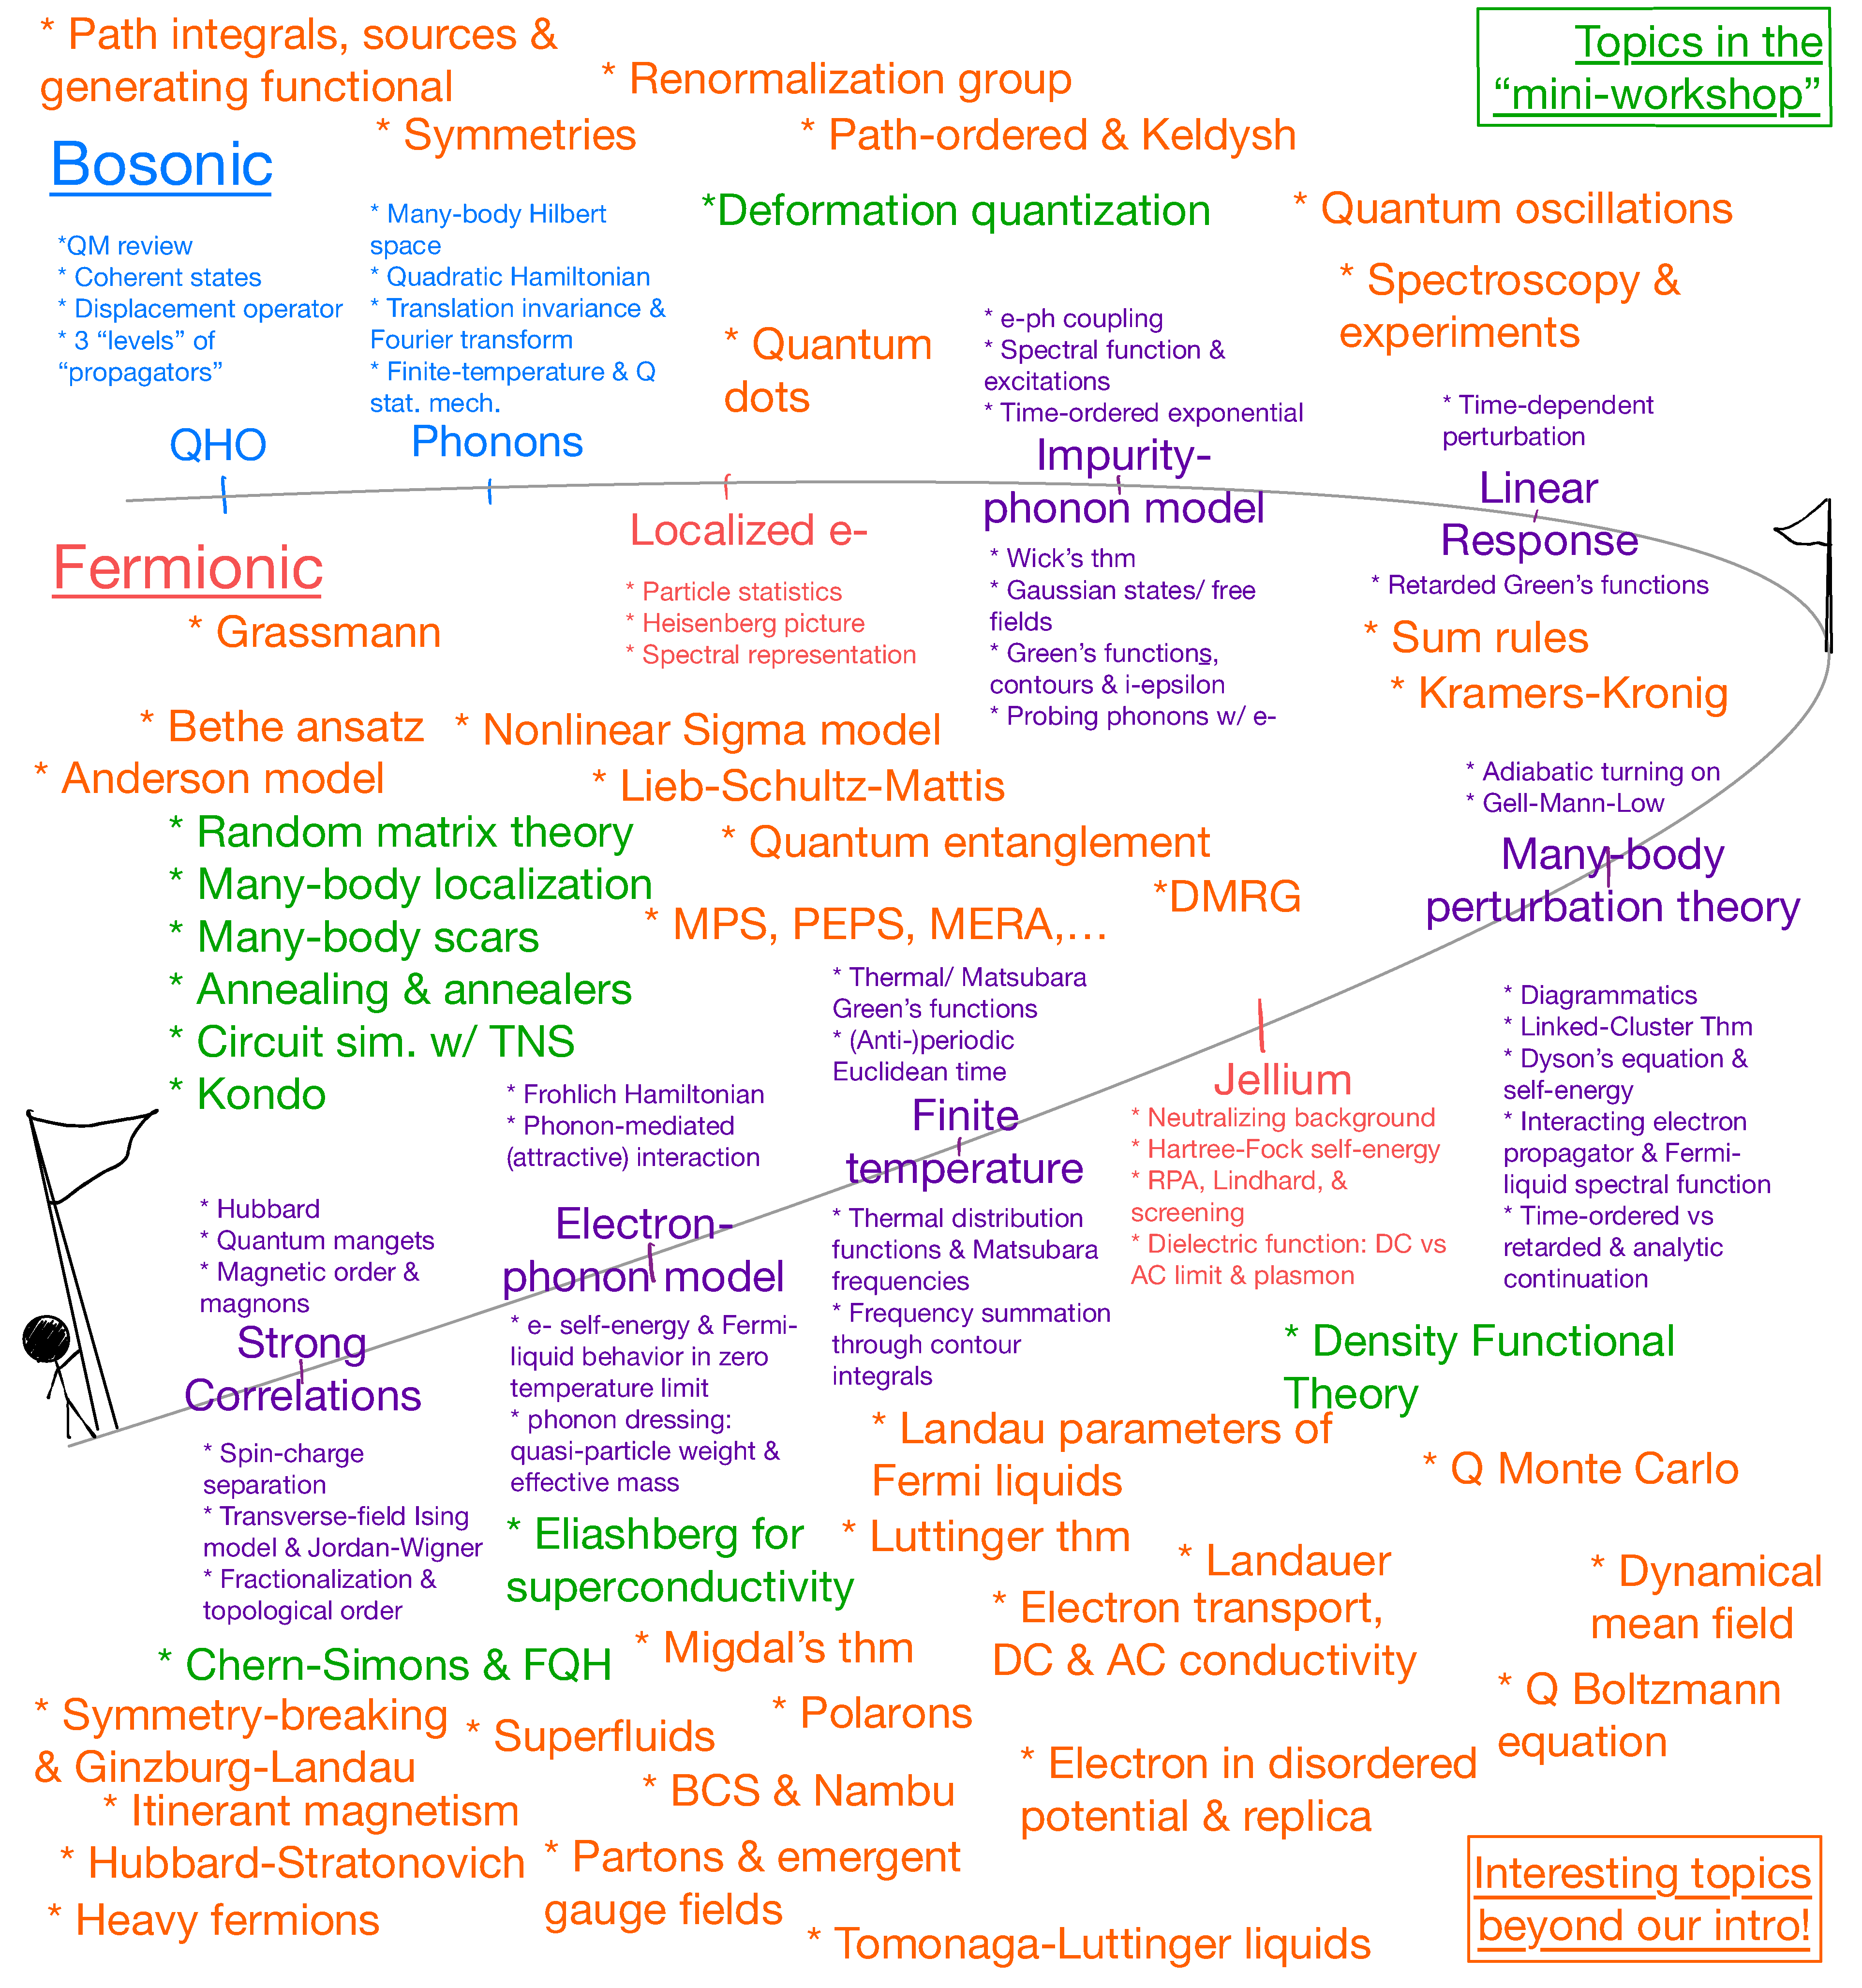 * Path integrals, sources &
generating functional
* Renormalization group
* Symmetries
* Path-ordered & Keldysh
Topics in the
“mini-workshop”
Bosonic
*QM review
* Coherent states
* Displacement operator
* 3 “levels” of
“propagators”
QHO
* Many-body Hilbert
space
* Quadratic Hamiltonian
* Translation invariance &
Fourier transform
* Finite-temperature & Q
stat. mech.
Phonons
*Deformation quantization
* Quantum oscillations
* Spectroscopy &
experiments
* Quantum
dots
* e-ph coupling
* Spectral function &
excitations
* Time-ordered exponential
Impurity-
phonon model
* Wick’s thm
* Gaussian states/ free
fields
* Green’s functions,
contours & i-epsilon
* Probing phonons w/ e-
* Time-dependent
perturbation
Linear
Response
* Retarded Green’s functions
* Sum rules
* Kramers-Kronig
Fermionic
* Grassmann
Localized e-
* Particle statistics
* Heisenberg picture
* Spectral representation
* Bethe ansatz
* Nonlinear Sigma model
* Anderson model
* Lieb-Schultz-Mattis
* Random matrix theory
* Many-body localization
* Many-body scars
* Annealing & annealers
* Circuit sim. w/ TNS
* Kondo
* Quantum entanglement
* MPS, PEPS, MERA,…
*DMRG
* Adiabatic turning on
* Gell-Mann-Low
Many-body
perturbation theory
* Diagrammatics
* Linked-Cluster Thm
* Dyson’s equation &
self-energy
* Interacting electron
propagator & Fermi-
liquid spectral function
* Time-ordered vs
retarded & analytic
continuation
Jellium
* Neutralizing background
* Hartree-Fock self-energy
* RPA, Lindhard, &
screening
* Dielectric function: DC vs
AC limit & plasmon
* Thermal/ Matsubara
Green’s functions
* (Anti-)periodic
Euclidean time
Finite
temperature
* Thermal distribution
functions & Matsubara
frequencies
* Frequency summation
through contour
integrals
* Frohlich Hamiltonian
* Phonon-mediated
(attractive) interaction
Electron-
phonon model
* e- self-energy & Fermi-
liquid behavior in zero
temperature limit
* phonon dressing:
quasi-particle weight &
effective mass
* Hubbard
* Quantum mangets
* Magnetic order &
magnons
Strong
Correlations
* Spin-charge
separation
* Transverse-field Ising
model & Jordan-Wigner
* Fractionalization &
topological order
* Density Functional
Theory
* Landau parameters of
Fermi liquids
* Q Monte Carlo
* Eliashberg for
superconductivity
* Luttinger thm
* Landauer
* Electron transport,
DC & AC conductivity
* Dynamical
mean field
* Chern-Simons & FQH
* Migdal’s thm
* Q Boltzmann
equation
* Symmetry-breaking
& Ginzburg-Landau
* Superfluids
* Polarons
* Electron in disordered
potential & replica
* Itinerant magnetism
* BCS & Nambu
* Hubbard-Stratonovich
* Partons & emergent
gauge fields
* Heavy fermions
* Tomonaga-Luttinger liquids
Interesting topics
beyond our intro!